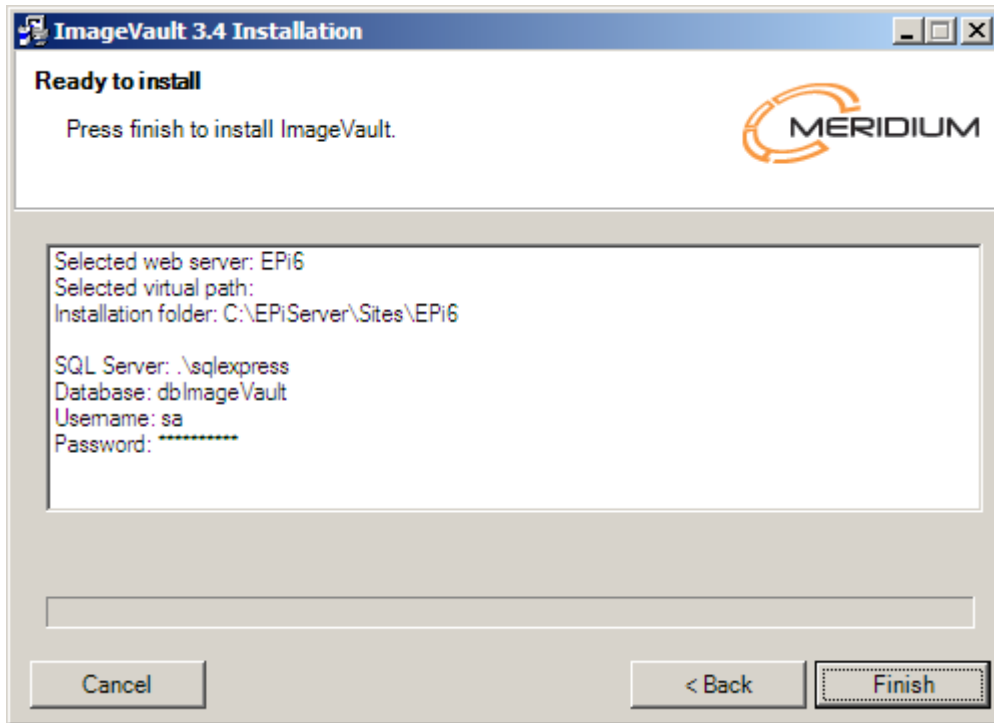 ImageVault 3.4 Installation
Ready to install
Press finish to install ImageVault.
MERIDIUM
Selected web server: EPi6
Selected virtual path:
Installation folder: C:\EPiServer\Sites\EPi6
SQL Server: .\sqlexpress
Database: dbImageVault
Username: sa
Password: **********
Cancel
< Back
Finish